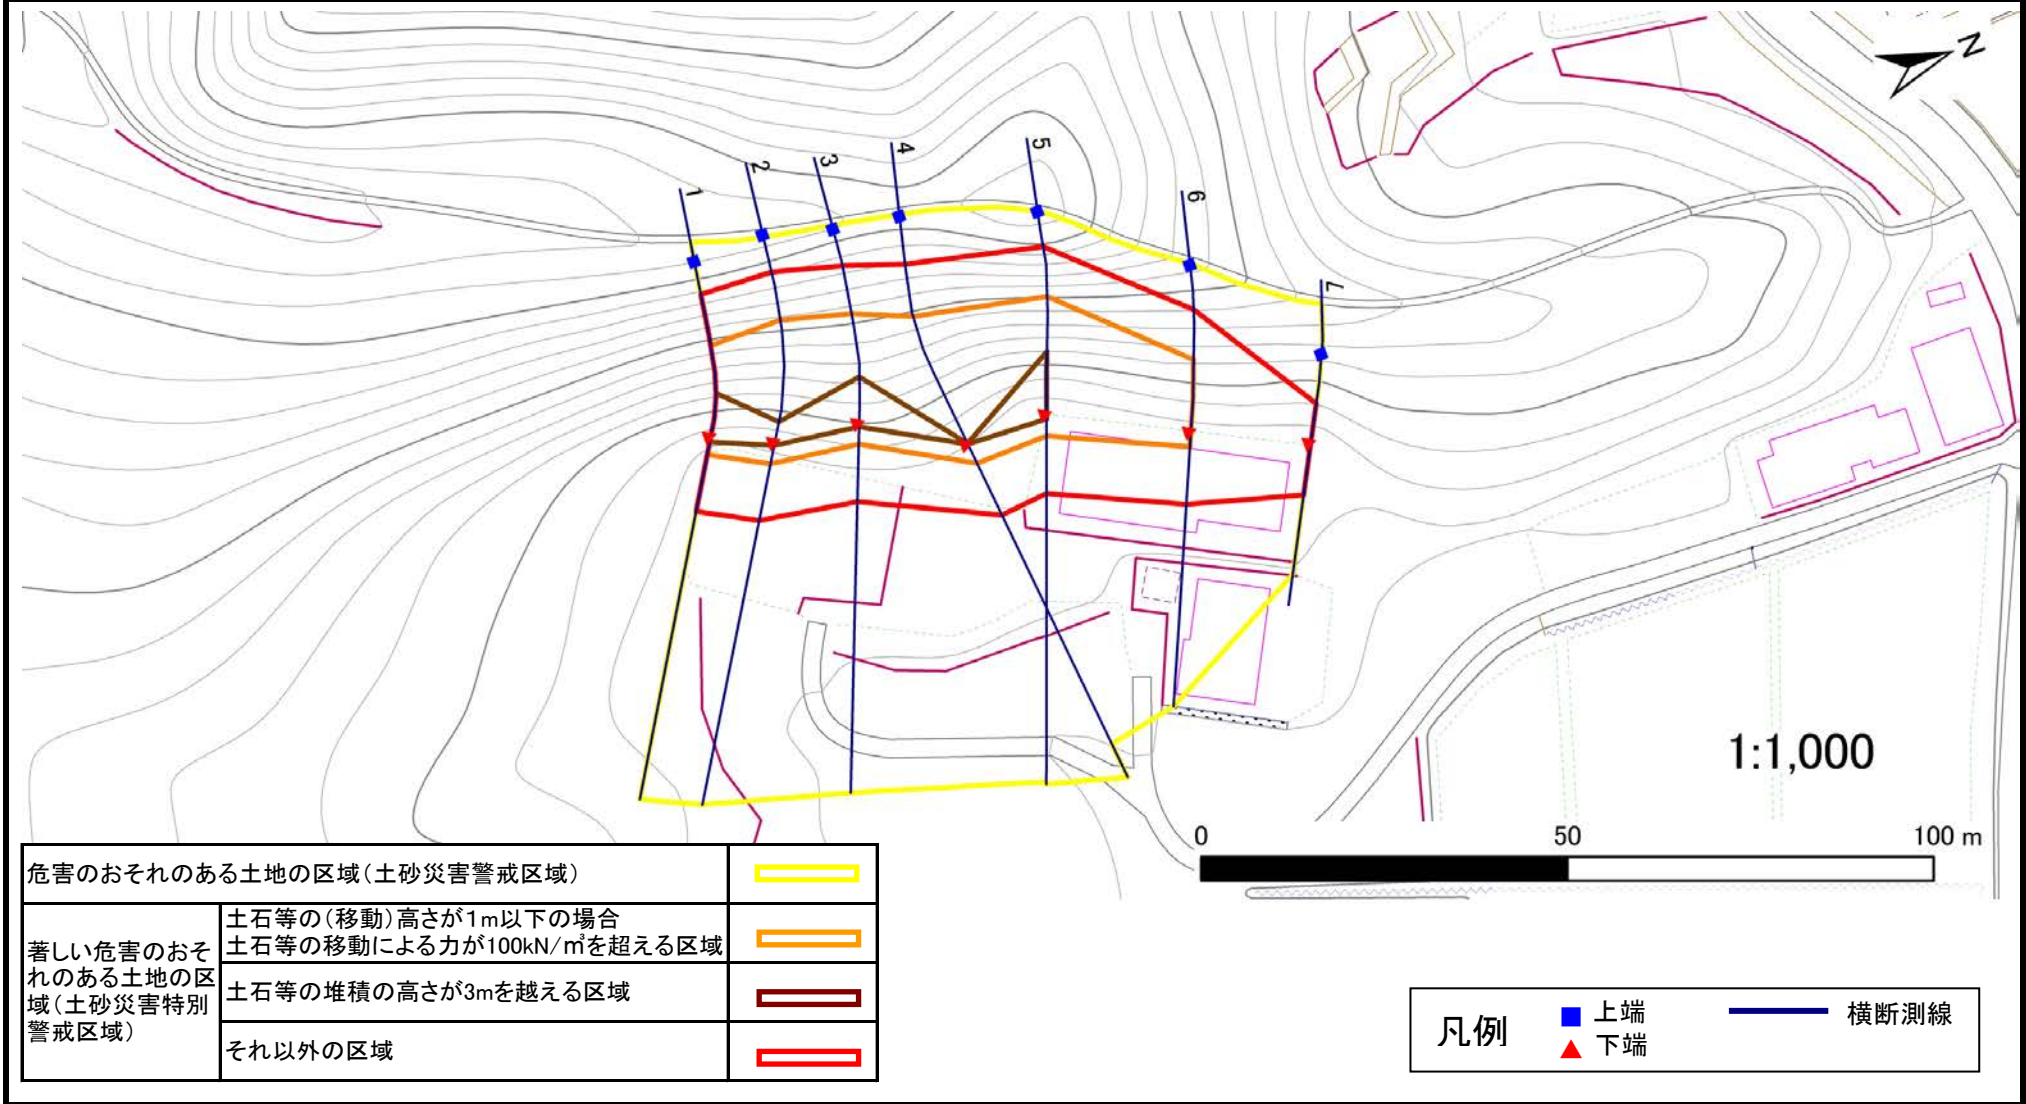 N
1
2
3
4
5
6
7
1:1,000
0 50 100 m
危害のおそれのある土地の区域(土砂災害警戒区域)
著しい危害のおそ
れのある土地の区
域(土砂災害特別
警戒区域)
土石等の(移動)高さが1m以下の場合
土石等の移動による力が100kN/㎡を超える区域
土石等の堆積の高さが3mを越える区域
それ以外の区域
凡例
上端
下端
横断測線